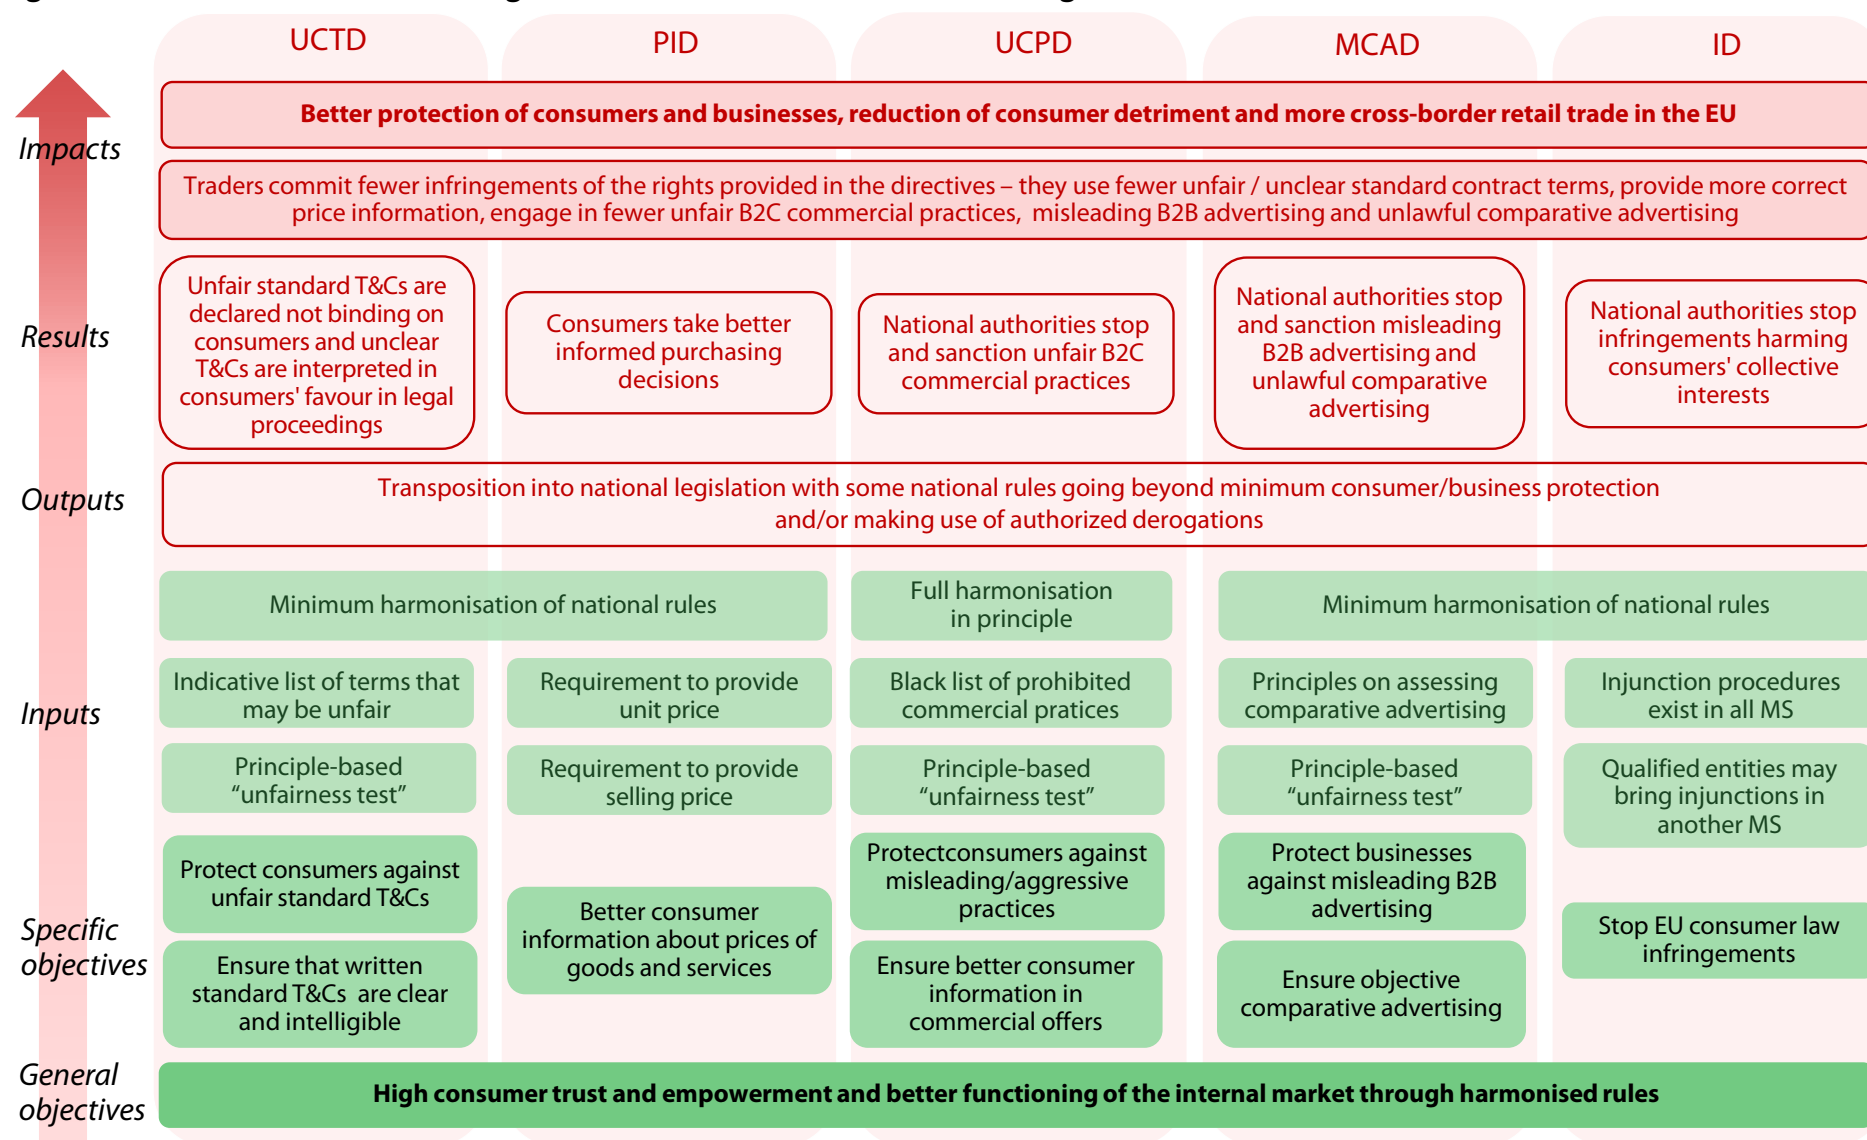 UCTD
PID
UCPD
MCAD
ID
Impacts
Better protection of consumers and businesses, reduction of consumer detriment and more cross-border retail trade in the EU
Traders commit fewer infringements of the rights provided in the directives – they use fewer unfair / unclear standard contract terms, provide more correct
price information, engage in fewer unfair B2C commercial practices, misleading B2B advertising and unlawful comparative advertising
Results
Unfair standard T&Cs are
declared not binding on
consumers and unclear
T&Cs are interpreted in
consumers' favour in legal
proceedings
Consumers take better
informed purchasing
decisions
National authorities stop
and sanction unfair B2C
commercial practices
National authorities stop
and sanction misleading
B2B advertising and
unlawful comparative
advertising
National authorities stop
infringements harming
consumers' collective
interests
Outputs
Transposition into national legislation with some national rules going beyond minimum consumer/business protection
and/or making use of authorized derogations
Minimum harmonisation of national rules
Full harmonisation
in principle
Minimum harmonisation of national rules
Inputs
Indicative list of terms that
may be unfair
Requirement to provide
unit price
Black list of prohibited
commercial pratices
Principles on assessing
comparative advertising
Injunction procedures
exist in all MS
Principle-based
“unfairness test”
Requirement to provide
selling price
Principle-based
“unfairness test”
Principle-based
“unfairness test”
Qualified entities may
bring injunctions in
another MS
Specific
objectives
Protect consumers against
unfair standard T&Cs
Ensure that written
standard T&Cs are clear
and intelligible
Better consumer
information about prices of
goods and services
Protectconsumers against
misleading/aggressive
practices
Ensure better consumer
information in
commercial offers
Protect businesses
against misleading B2B
advertising
Ensure objective
comparative advertising
Stop EU consumer law
infringements
General
objectives
High consumer trust and empowerment and better functioning of the internal market through harmonised rules